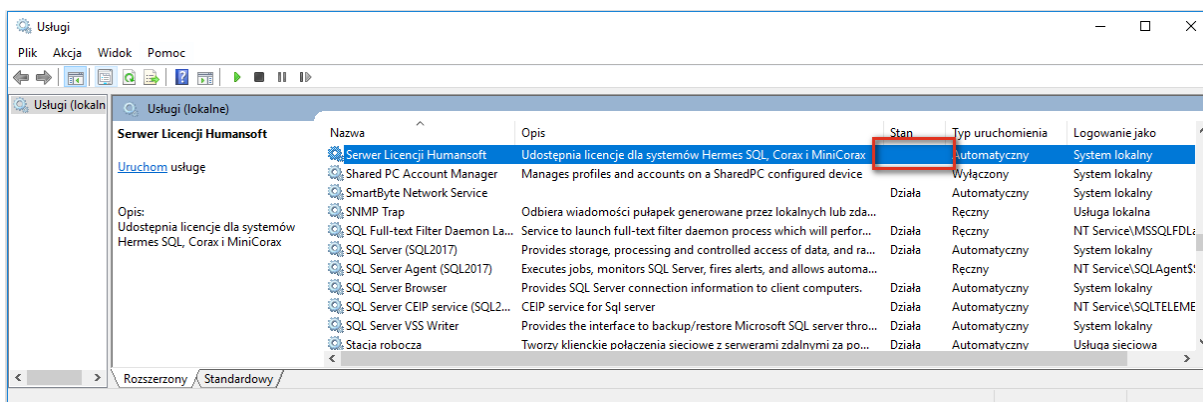 Usługi
Plik Akcja Widok Pomoc
Usługi (lokaln
Usługi (lokalne)
Serwer Licencji Humansoft
Uruchom usługę
Opis:
Udostępnia licencje dla systemów
Hermes SQL, Corax i MiniCorax
Nazwa Opis Stan Typ uruchomienia Logowanie jako
Serwer Licencji Humansoft Udostępnia licencje dla systemów Hermes SQL, Corax i MiniCorax Automatyczny System lokalny
Shared PC Account Manager Manages profiles and accounts on a SharedPC configured device Wyłączony System lokalny
SmartByte Network Service Działa Automatyczny System lokalny
SNMP Trap Odbiera wiadomości pułapek generowane przez lokalnych lub zda... Ręczny Usługa lokalna
SQL Full-text Filter Daemon La... Service to launch full-text filter daemon process which will perfor... Działa Ręczny NT Service\MSSQLFDLa
SQL Server (SQL2017) Provides storage, processing and controlled access of data, and ra... Działa Automatyczny System lokalny
SQL Server Agent (SQL2017) Executes jobs, monitors SQL Server, fires alerts, and allows automa... Ręczny NT Service\SQLAgent$S
SQL Server Browser Provides SQL Server connection information to client computers. Działa Automatyczny System lokalny
SQL Server CEIP service (SQL2... CEIP service for Sql server Działa Automatyczny NT Service\SQLTELEME
SQL Server VSS Writer Provides the interface to backup/restore Microsoft SQL server thro... Działa Automatyczny System lokalny
Stacja robocza Tworzy klienckie połączenia sieciowe z serwerami zdalnymi za po... Działa Automatyczny Usługa sieciowa
Rozszerzony Standardowy